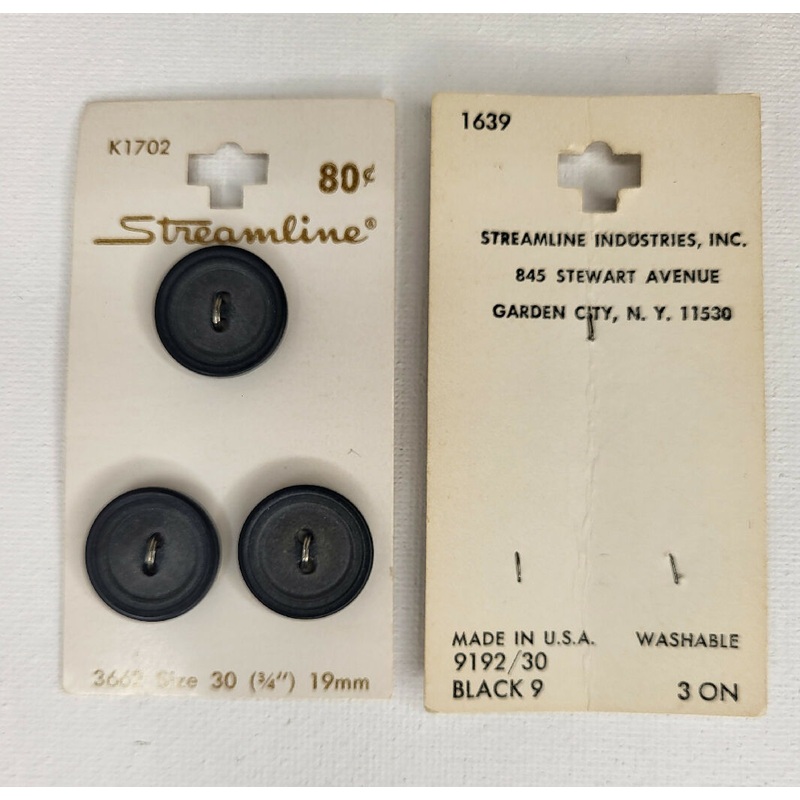 K1702
80¢
Streamline®
3662 Size 30 (¾") 19mm
1639
STREAMLINE INDUSTRIES, INC.
845 STEWART AVENUE
GARDEN CITY, N. Y. 11530
MADE IN U.S.A. WASHABLE
9192/30
BLACK 9 3 ON